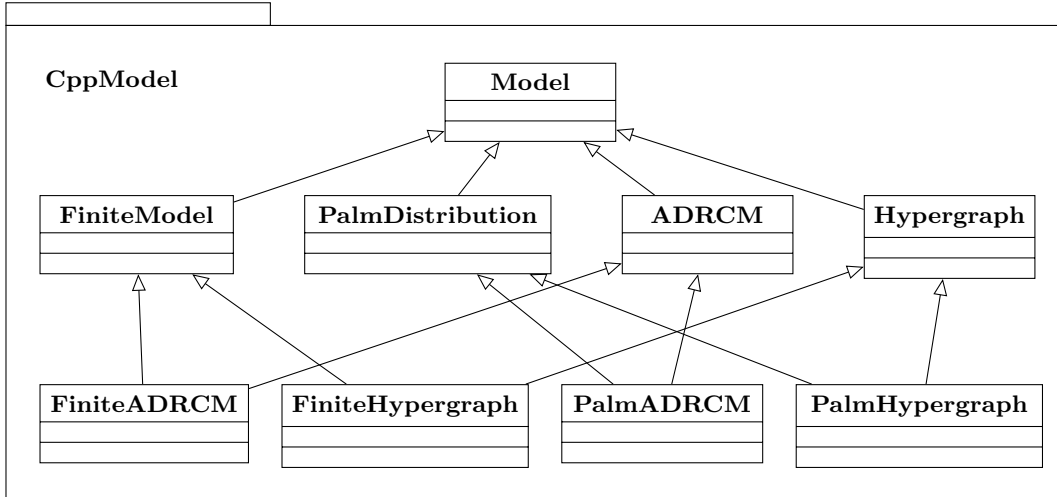 CppModel
Model
FiniteModel
PalmDistribution
ADRCM
Hypergraph
FiniteADRCM
FiniteHypergraph
PalmADRCM
PalmHypergraph